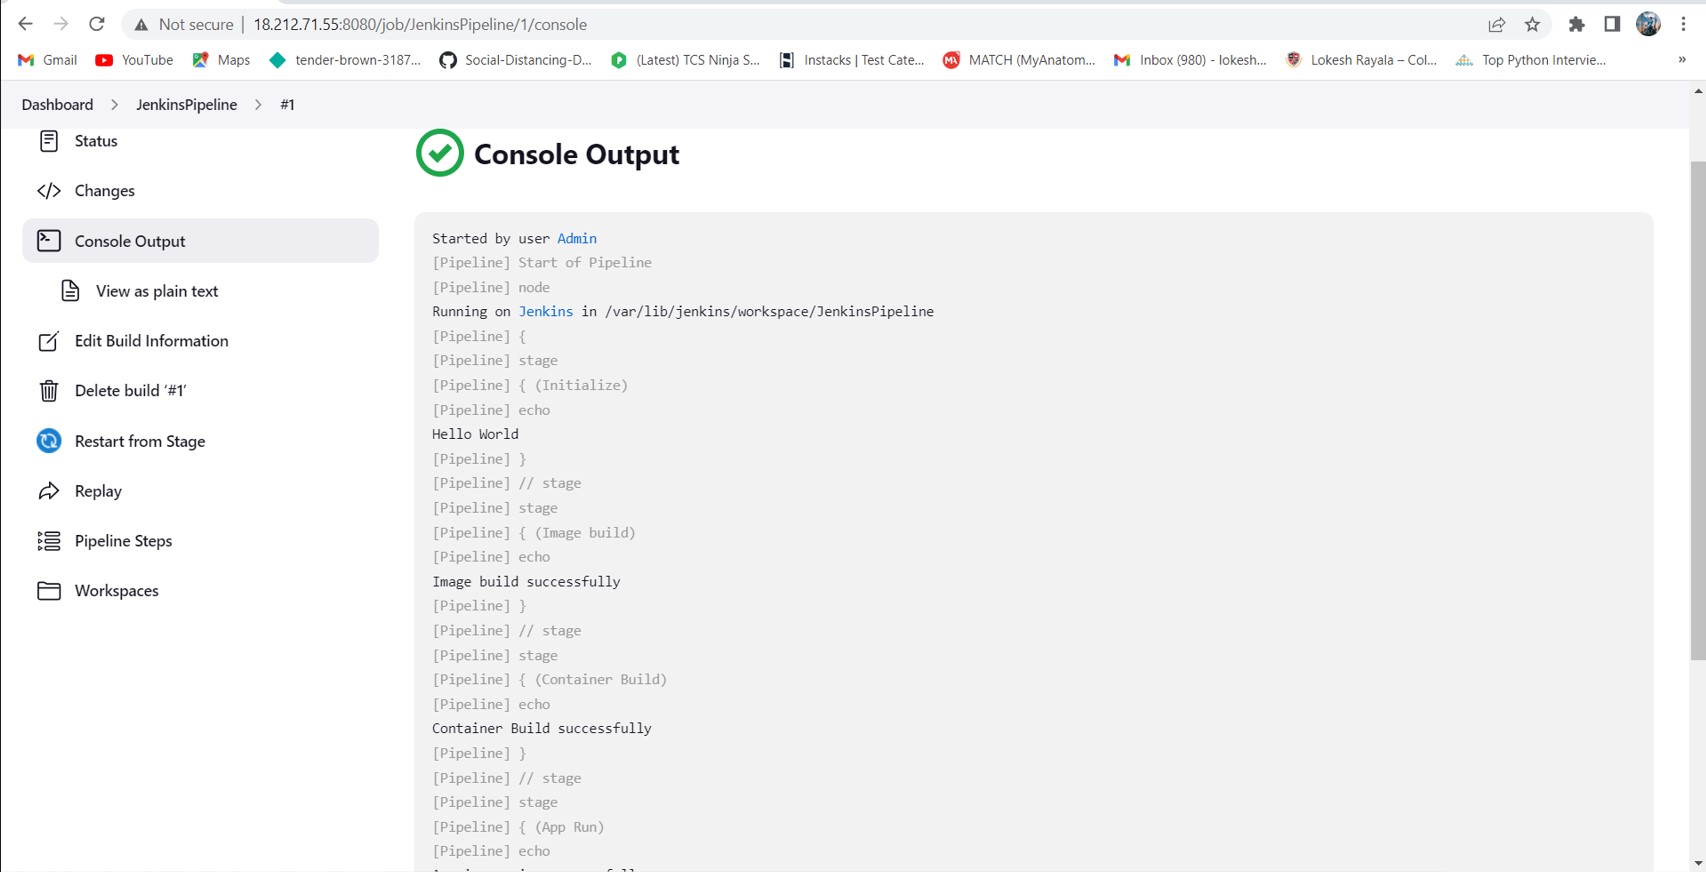 Not secure | 18.212.71.55:8080/job/JenkinsPipeline/1/console
Gmail YouTube Maps tender-brown-3187... Social-Distancing-D... (Latest) TCS Ninja S... Instacks | Test Cate... MATCH (MyAnatom... Inbox (980) - lokesh... Lokesh Rayala – Col... Top Python Intervie... »
Dashboard > JenkinsPipeline > #1
Status
Changes
Console Output
View as plain text
Edit Build Information
Delete build ‘#1’
Restart from Stage
Replay
Pipeline Steps
Workspaces
Console Output
Started by user Admin
[Pipeline] Start of Pipeline
[Pipeline] node
Running on Jenkins in /var/lib/jenkins/workspace/JenkinsPipeline
[Pipeline] {
[Pipeline] stage
[Pipeline] { (Initialize)
[Pipeline] echo
Hello World
[Pipeline] }
[Pipeline] // stage
[Pipeline] stage
[Pipeline] { (Image build)
[Pipeline] echo
Image build successfully
[Pipeline] }
[Pipeline] // stage
[Pipeline] stage
[Pipeline] { (Container Build)
[Pipeline] echo
Container Build successfully
[Pipeline] }
[Pipeline] // stage
[Pipeline] stage
[Pipeline] { (App Run)
[Pipeline] echo